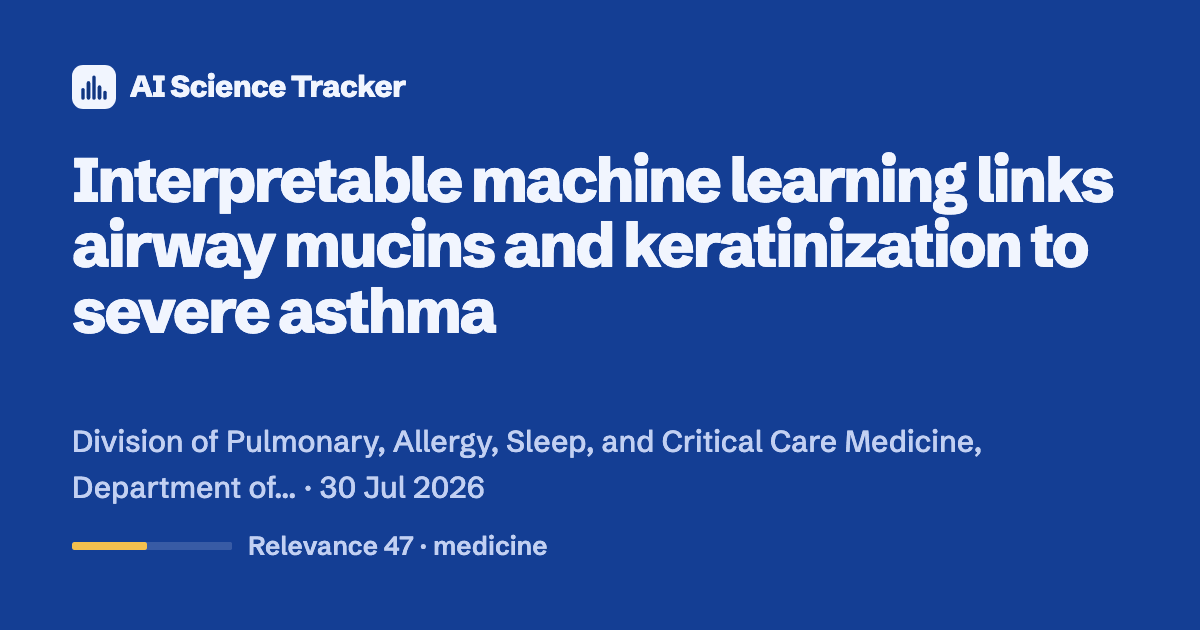 AI Science Tracker
Interpretable machine learning links
airway mucins and keratinization to
severe asthma
Division of Pulmonary, Allergy, Sleep, and Critical Care Medicine,
Department of... · 30 Jul 2026
Relevance 47 · medicine